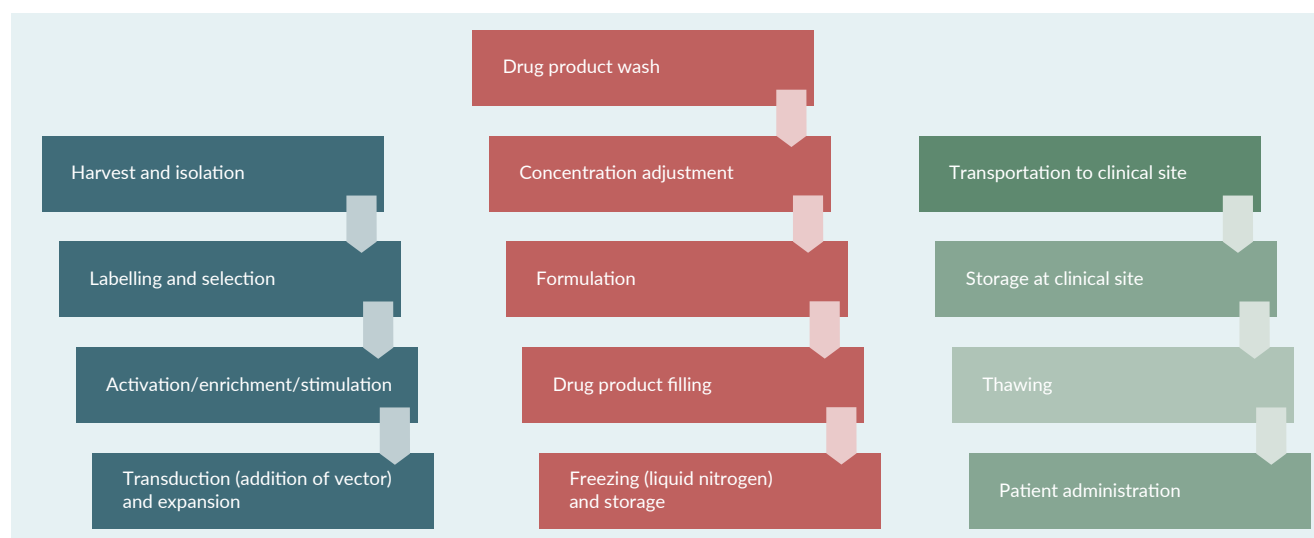 Harvest and isolation
Labelling and selection
Activation/enrichment/stimulation
Transduction (addition of vector)
and expansion
Drug product wash
Concentration adjustment
Formulation
Drug product filling
Freezing (liquid nitrogen)
and storage
Transportation to clinical site
Storage at clinical site
Thawing
Patient administration